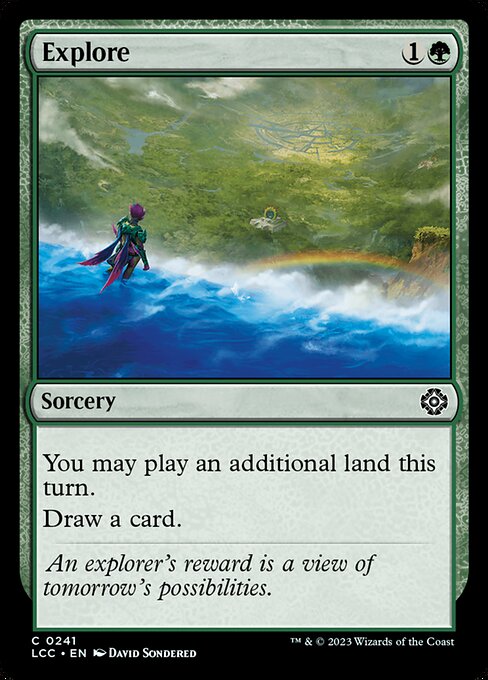 Explore 1
Sorcery
You may play an additional land this
turn.
Draw a card.
An explorer's reward is a view of
tomorrow's possibilities.
C 0241
LCC • EN DAVID SONDERED
™ & © 2023 Wizards of the Coast